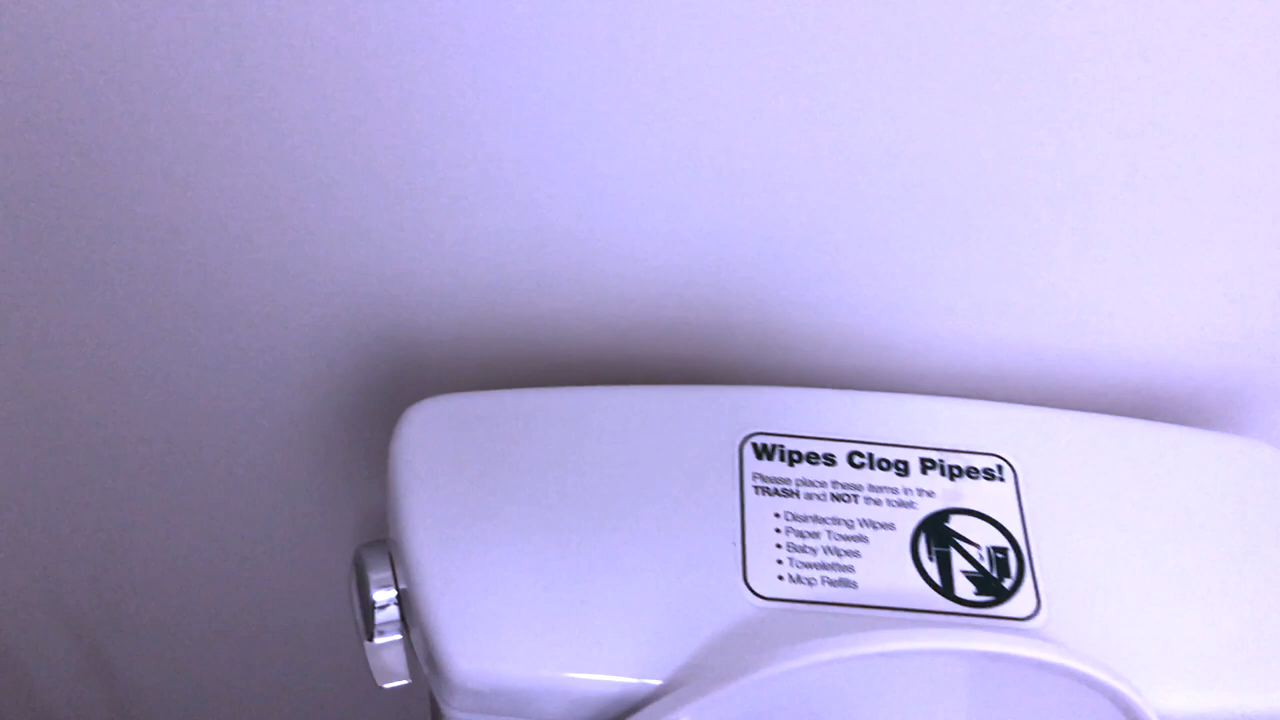 Wipes Clog Pipes!
Please place these items in the
TRASH and NOT the toilet:
• Disinfecting Wipes
• Paper Towels
• Baby Wipes
• Towelettes
• Mop Refills